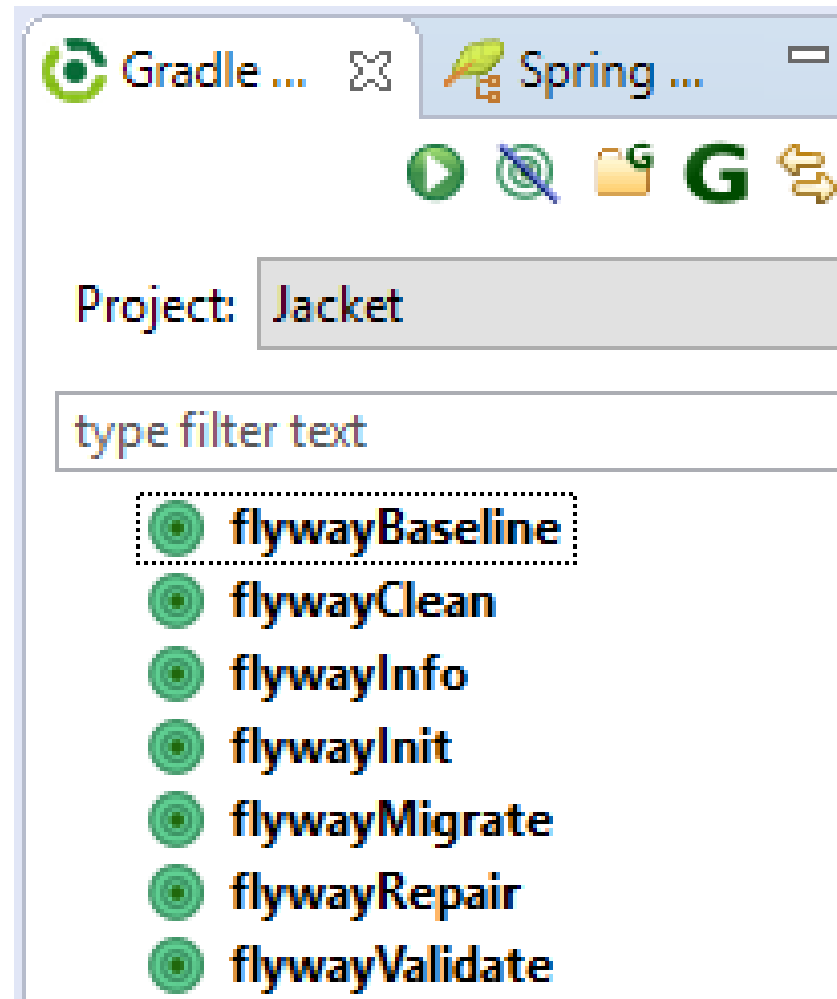 Gradle ... Spring ...
G G
Project: Jacket
type filter text
flywayBaseline
flywayClean
flywayInfo
flywayInit
flywayMigrate
flywayRepair
flywayValidate